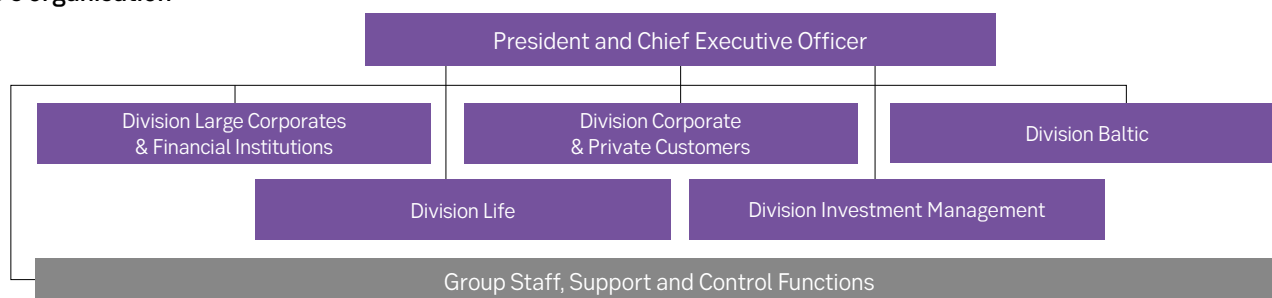 organisation
President and Chief Executive Officer
Division Large Corporates
& Financial Institutions
Division Corporate
& Private Customers
Division Baltic
Division Life
Division Investment Management
Group Staff, Support and Control Functions